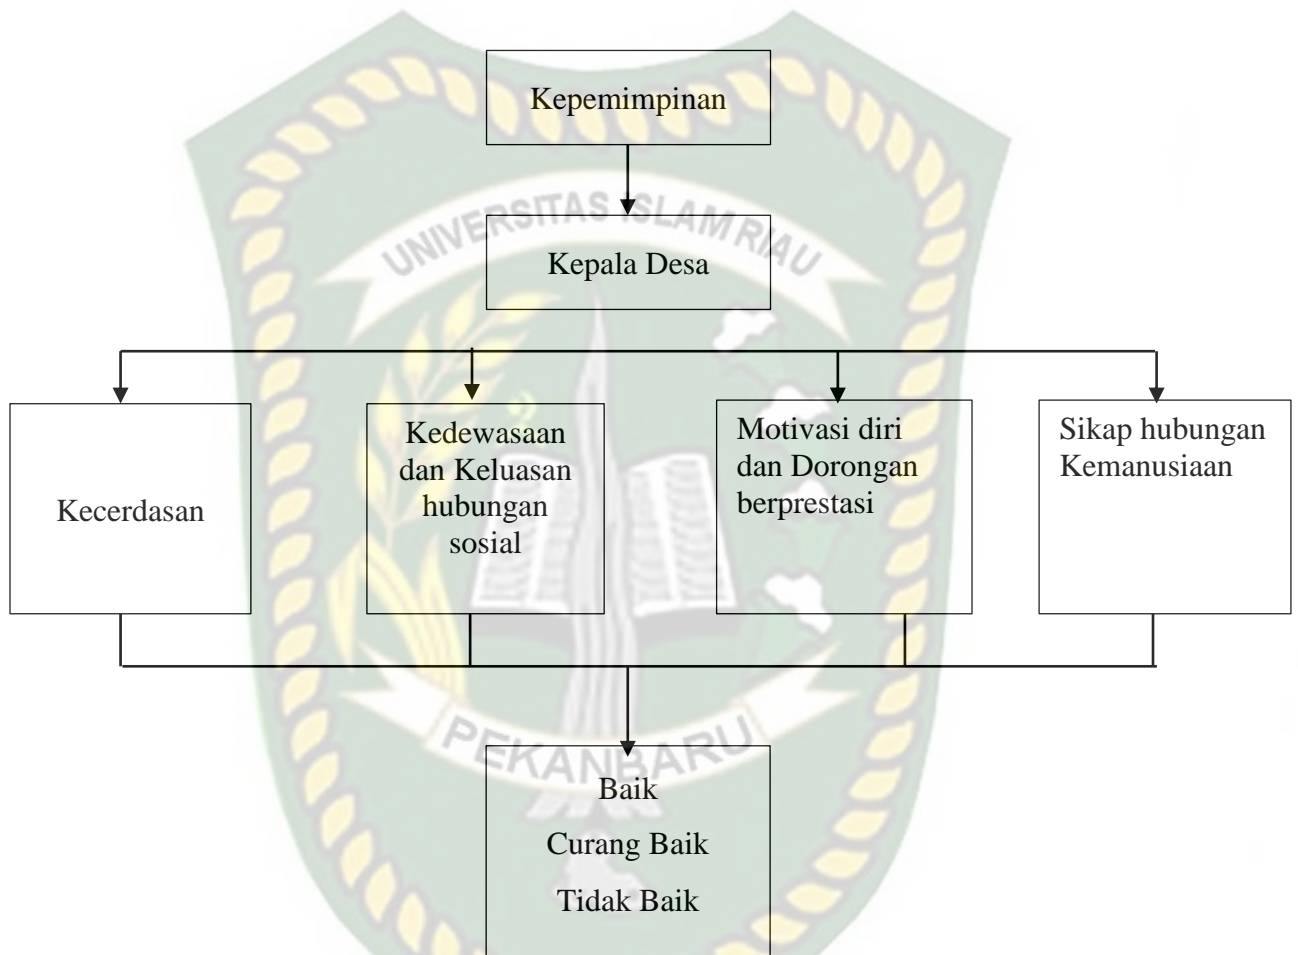 Kepemimpinan
UNIVERSITAS ISLAM RIAU
Kepala Desa
Kecerdasan
Kedewasaan
dan Keluasan
hubungan
sosial
Motivasi diri
dan Dorongan
berprestasi
Sikap hubungan
Kemanusiaan
PEKANBARU
Baik
Curang Baik
Tidak Baik